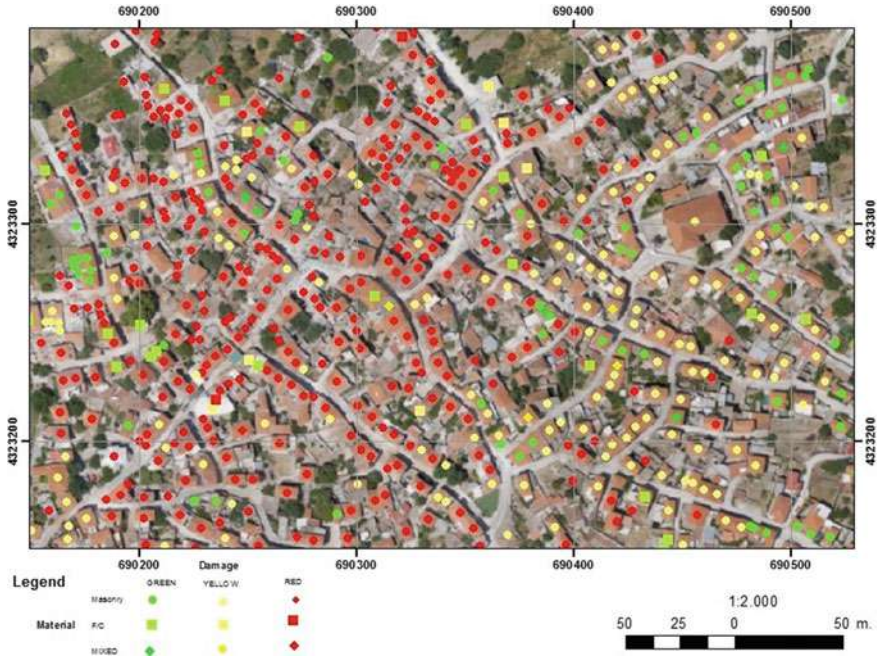 690200 690300 690400 690500
4323300 4323300
4323200 4323200
690200 690300 690400 690500
Legend
Damage
GREEN YELLOW RED
Masonry
Material R/C
MIXED
1:2.000
50 25 0 50 m.